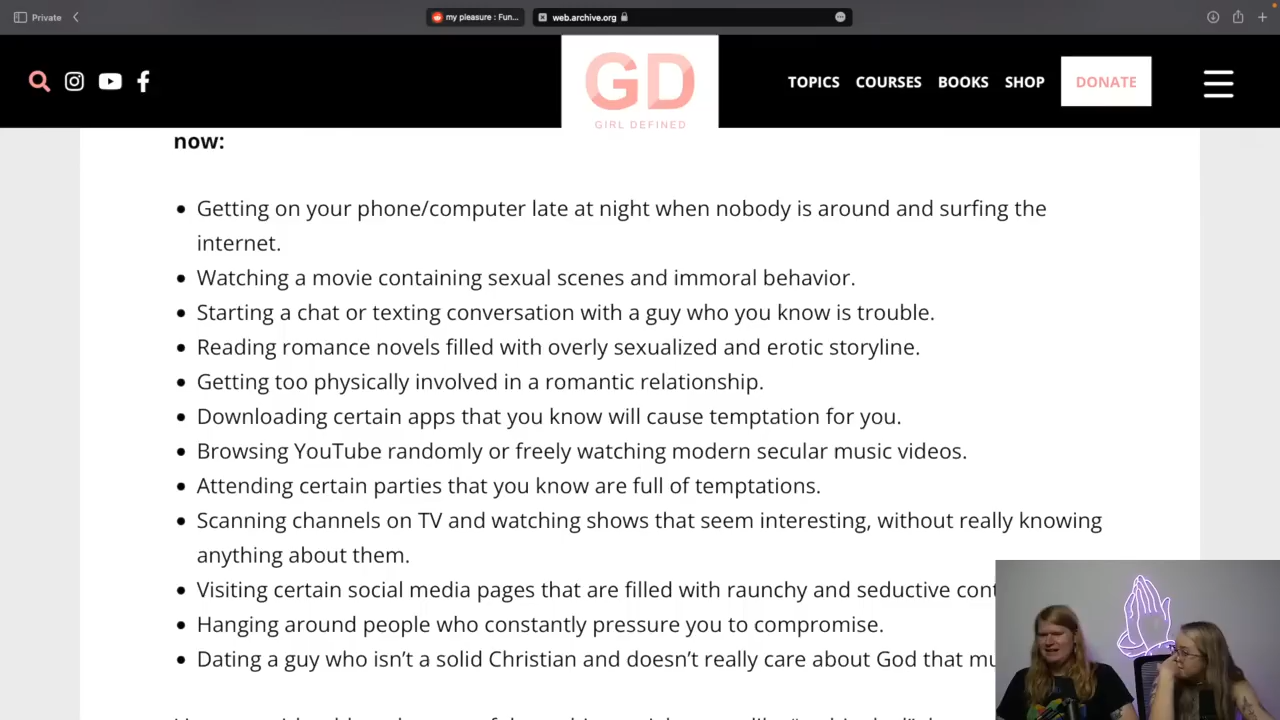 Private
my pleasure : Fun...
web.archive.org
GD
GIRL DEFINED
TOPICS COURSES BOOKS SHOP DONATE
now:
Getting on your phone/computer late at night when nobody is around and surfing the
internet.
Watching a movie containing sexual scenes and immoral behavior.
Starting a chat or texting conversation with a guy who you know is trouble.
Reading romance novels filled with overly sexualized and erotic storyline.
Getting too physically involved in a romantic relationship.
Downloading certain apps that you know will cause temptation for you.
Browsing YouTube randomly or freely watching modern secular music videos.
Attending certain parties that you know are full of temptations.
Scanning channels on TV and watching shows that seem interesting, without really knowing
anything about them.
Visiting certain social media pages that are filled with raunchy and seductive
Hanging around people who constantly pressure you to compromise.
Dating a guy who isn't a solid Christian and doesn't really care about God that